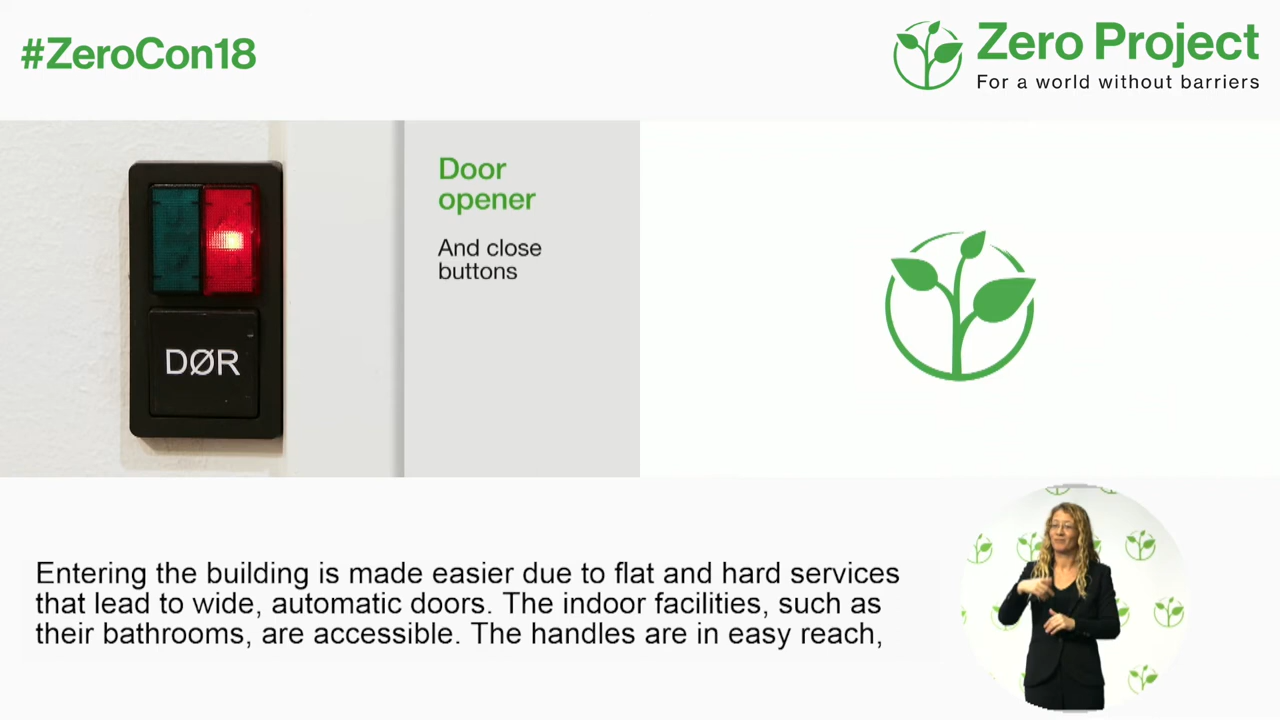 #ZeroCon18
Zero Project
For a world without barriers
Door
opener
And close
buttons
DØR
Entering the building is made easier due to flat and hard services
that lead to wide, automatic doors. The indoor facilities, such as
their bathrooms, are accessible. The handles are in easy reach,